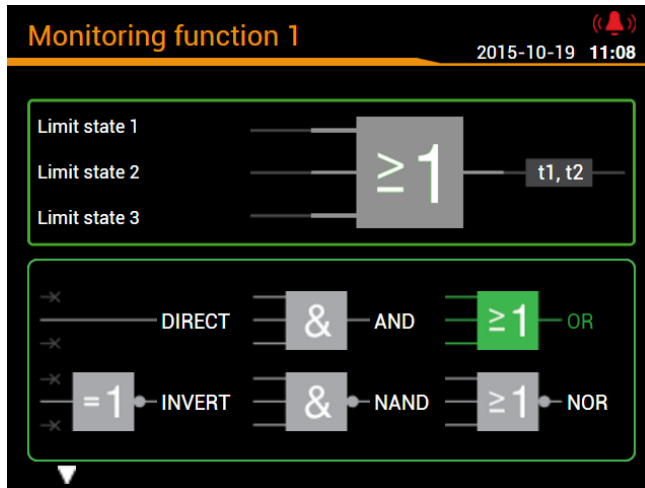 Monitoring function 1
2015-10-19 11:08
Limit state 1
Limit state 2
Limit state 3
≥1
t1, t2
DIRECT
& AND
≥1 OR
=1 INVERT
& NAND
≥1 NOR